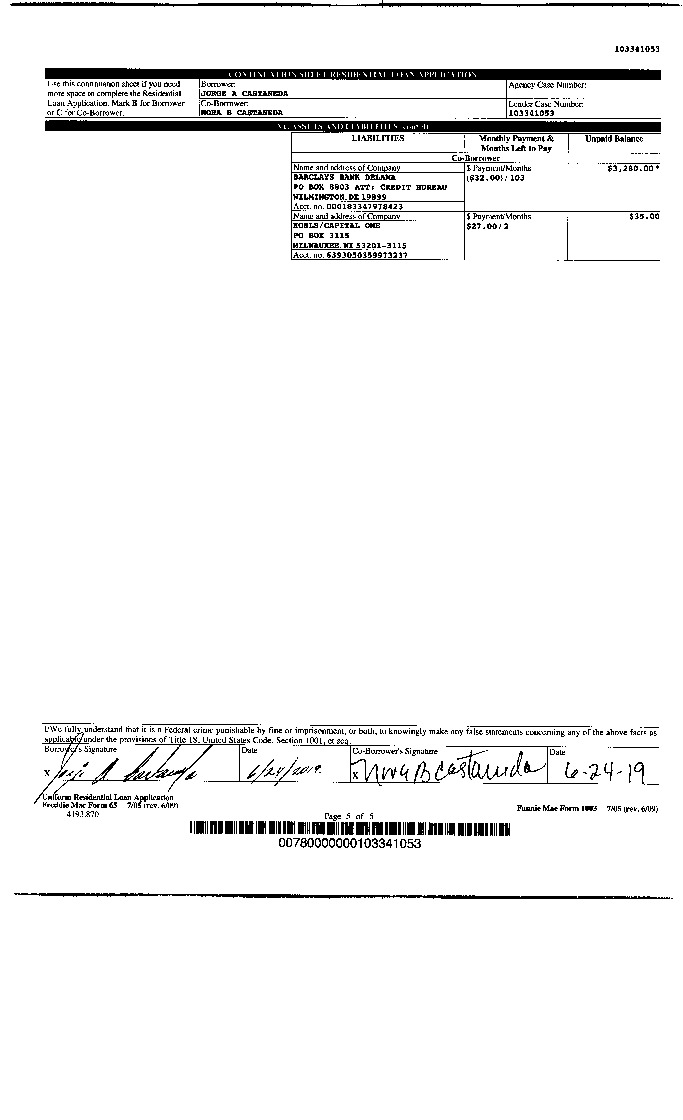 103341053
CONTINUATION SHEET/RESIDENTIAL LOAN APPLICATION
Use this continuation sheet if you need
more space to complete the Residential
Loan Application. Mark B for Borrower
or C for Co-Borrower.
Borrower:
JORGE A CASTANEDA
Co-Borrower:
NORA B CASTANEDA
Agency Case Number:
Lender Case Number:
103341053
VI. ASSETS AND LIABILITIES (cont'd)
LIABILITIES
Monthly Payment &
Months Left to Pay
Unpaid Balance
Co-Borrower
Name and address of Company
BARCLAYS BANK DELAWA
PO BOX 8803 ATT: CREDIT BUREAU
WILMINGTON, DE 19899
Acct. no. 000183347978423
$ Payment/Months
($32.00)/103
$3,280.00*
Name and address of Company
KOHLS/CAPITAL ONE
PO BOX 3115
MILWAUKEE, WI 53201-3115
Acct. no. 6393050359973237
$ Payment/Months
$27.00/2
$35.00
I/We fully understand that it is a Federal crime punishable by fine or imprisonment, or both, to knowingly make any false statements concerning any of the above facts as
applicable under the provisions of Title 18, United States Code, Section 1001, et seq.
Borrower's Signature
X
Date
6/24/2019
Co-Borrower's Signature
X Nora B Castaneda
Date
6-24-19
Uniform Residential Loan Application
Freddie Mac Form 65 7/05 (rev. 6/09)
4193.870
Page 5 of 5
Fannie Mae Form 1003 7/05 (rev. 6/09)
00780000000103341053